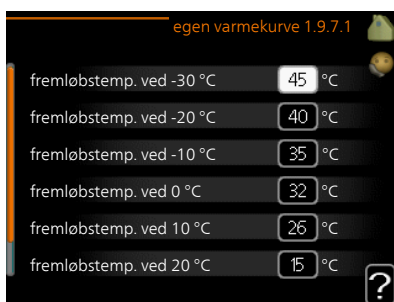 egen varmekurve 1.9.7.1
fremløbstemp. ved -30 °C 45 °C
fremløbstemp. ved -20 °C 40 °C
fremløbstemp. ved -10 °C 35 °C
fremløbstemp. ved 0 °C 32 °C
fremløbstemp. ved 10 °C 26 °C
fremløbstemp. ved 20 °C 15 °C
?